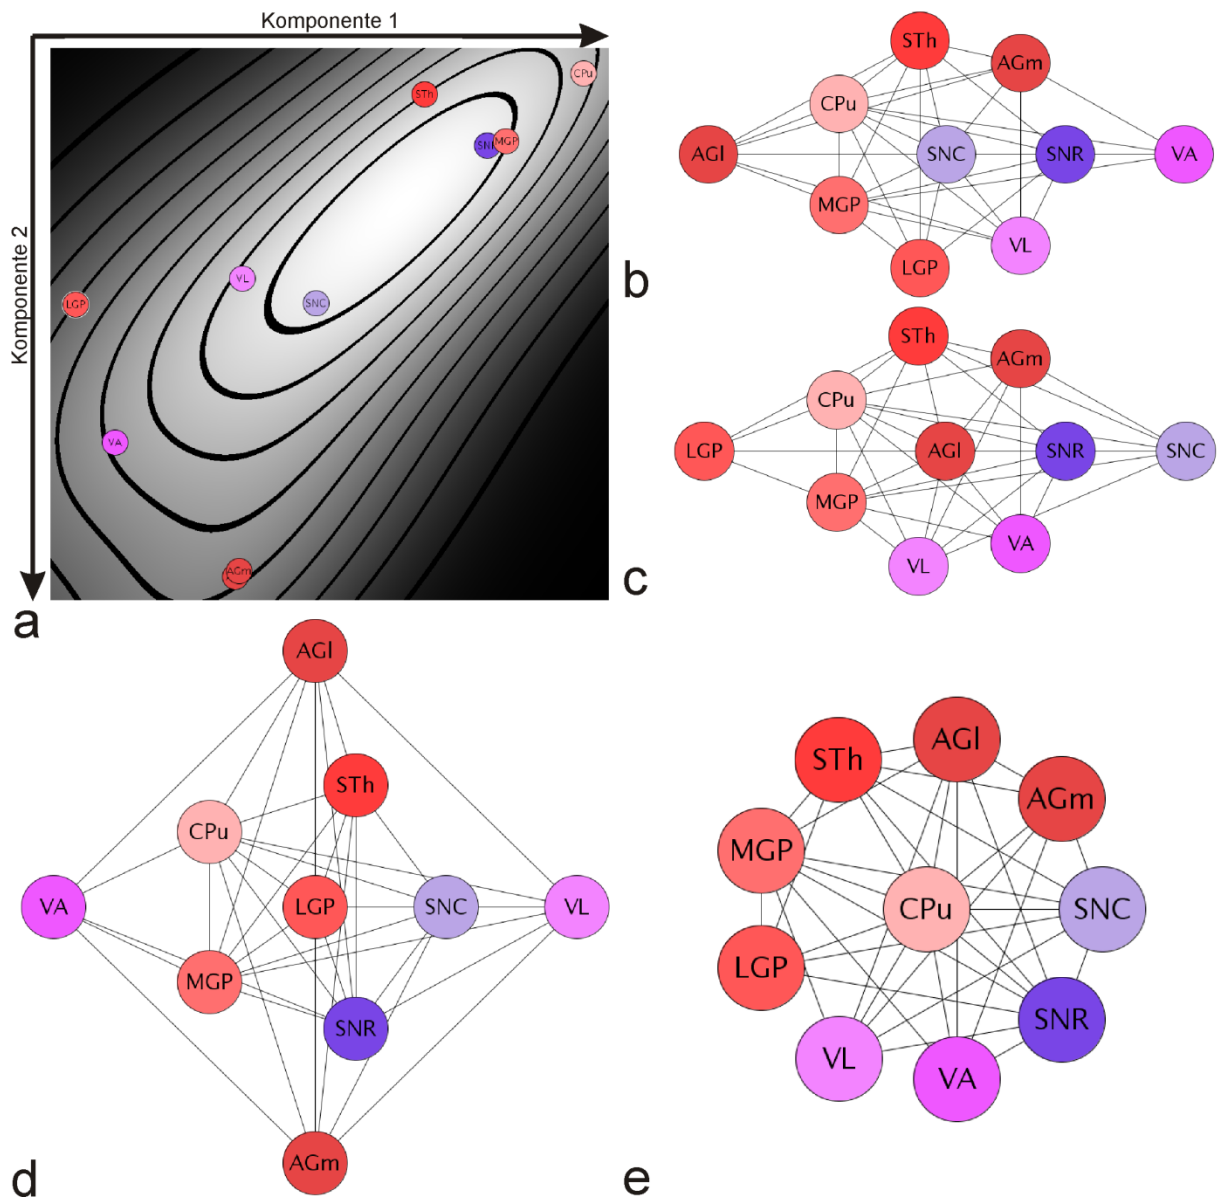 Komponente 1
Komponente 2
CPu
STh
SN
MGP
VL
SNC
LGP
VA
AGm
a
STh
AGm
CPu
AGl
SNC
SNR
VA
MGP
VL
LGP
b
STh
AGm
CPu
LGP
AGl
SNR
SNC
MGP
VA
VL
c
AGl
STh
CPu
VA
LGP
SNC
VL
MGP
SNR
AGm
d
AGl
STh
AGm
MGP
CPu
SNC
LGP
SNR
VL
VA
e